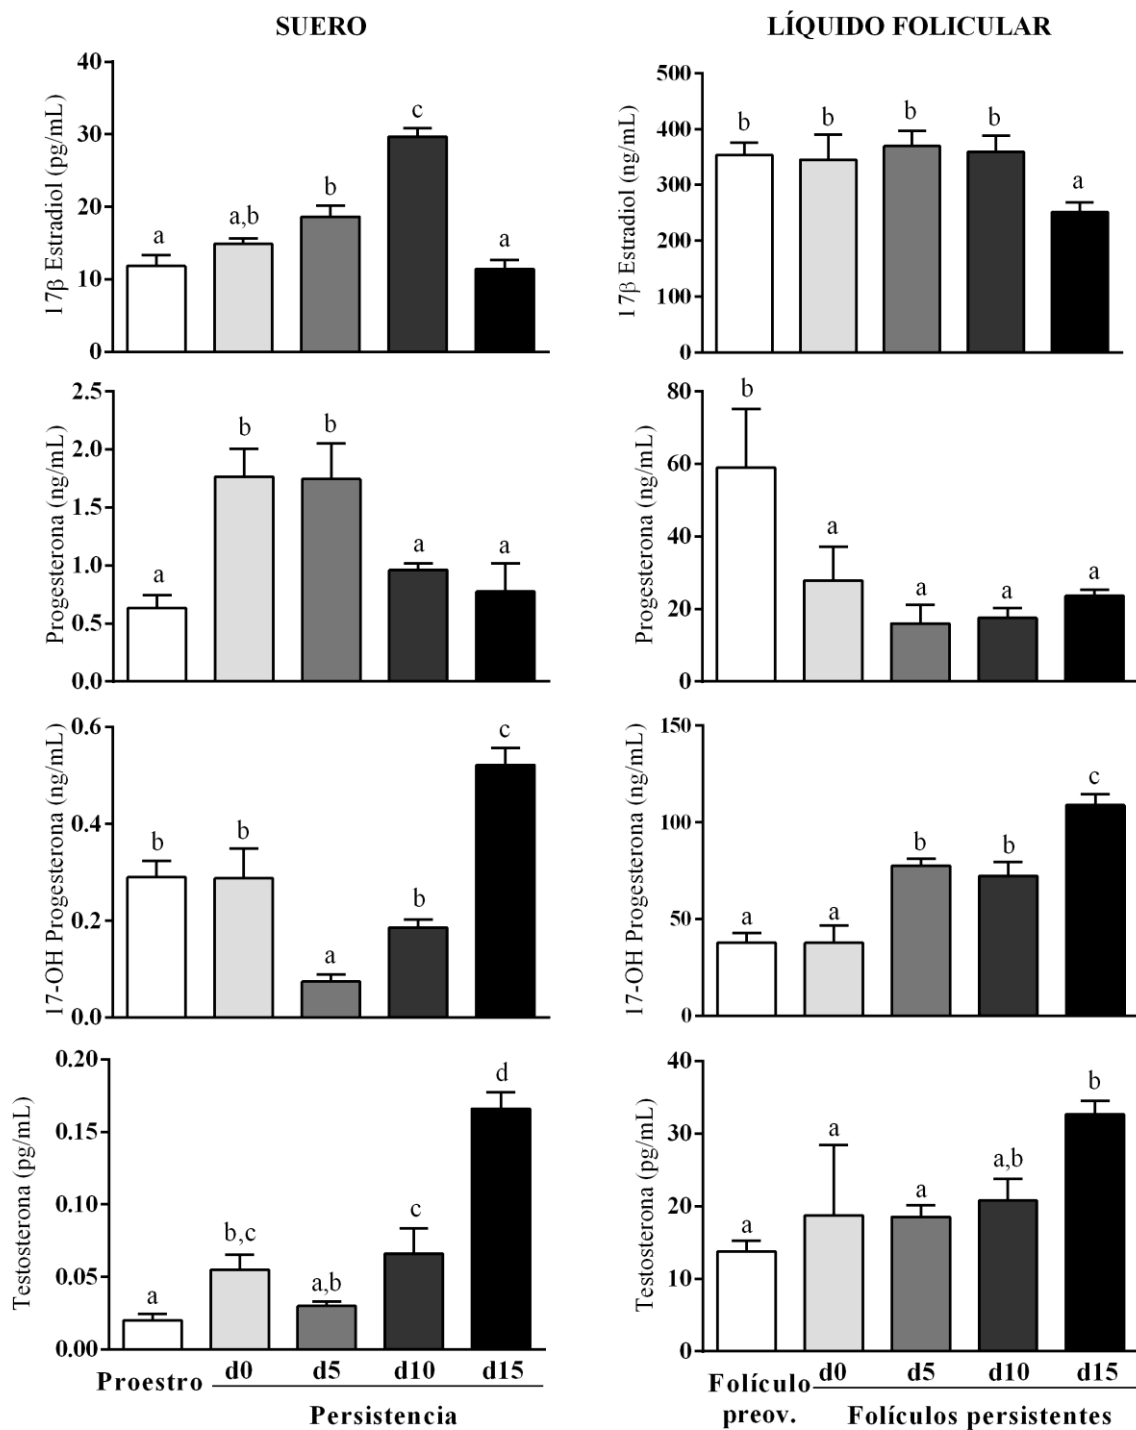 SUERO
LÍQUIDO FOLICULAR
17β Estradiol (pg/mL)
40
30
20
10
0
a
a,b
b
c
a
17β Estradiol (ng/mL)
500
400
300
200
100
0
b
b
b
b
a
Progesterona (ng/mL)
2.5
2.0
1.5
1.0
0.5
0.0
a
b
b
a
a
Progesterona (ng/mL)
80
60
40
20
0
b
a
a
a
a
17-OH Progesterona (ng/mL)
0.6
0.4
0.2
0.0
b
b
a
b
c
17-OH Progesterona (ng/mL)
150
100
50
0
a
a
b
b
c
Testosterona (pg/mL)
0.20
0.15
0.10
0.05
0.00
a
b,c
a,b
c
d
Proestro
d0 d5 d10 d15
Persistencia
Testosterona (pg/mL)
40
30
20
10
0
a
a
a
a,b
b
Folículo
preov.
d0 d5 d10 d15
Folículos persistentes